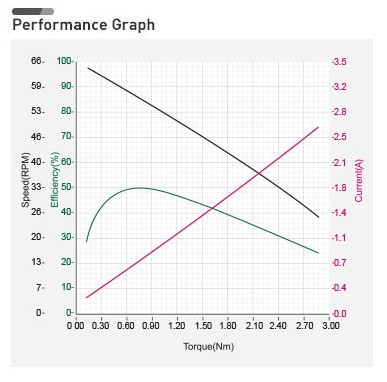 Performance Graph
66- 100- -3.5
59- 90- -3.2
53- 80- -2.8
46- 70- -2.5
40- 60- -2.1
33- 50- -1.8
26- 40- -1.4
20- 30- -1.1
13- 20- -0.7
7- 10- -0.4
0- 0- -0.0
Speed(RPM)
Efficiency(%)
Current(A)
0 00 0.30 0.60 0.90 1.20 1.50 1.80 2.10 2.40 2.70 3.00
Torque(Nm)